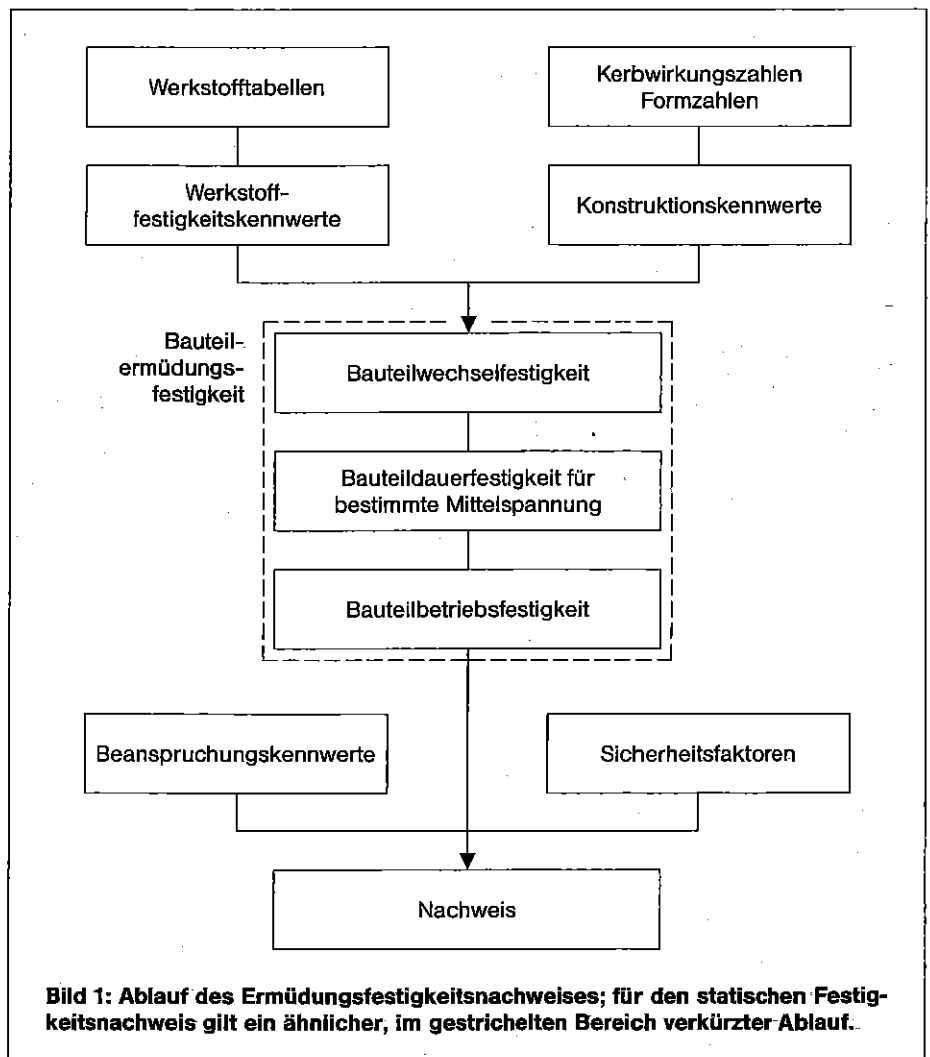 Werkstofftabellen
Kerbwirkungszahlen
Formzahlen
Werkstoff-
festigkeitskennwerte
Konstruktionskennwerte
Bauteil-
ermüdungs-
festigkeit
Bauteilwechselfestigkeit
Bauteildauerfestigkeit für
bestimmte Mittelspannung
Bauteilbetriebsfestigkeit
Beanspruchungskennwerte
Sicherheitsfaktoren
Nachweis
Bild 1: Ablauf des Ermüdungsfestigkeitsnachweises; für den statischen Festig-
keitsnachweis gilt ein ähnlicher, im gestrichelten Bereich verkürzter Ablauf.